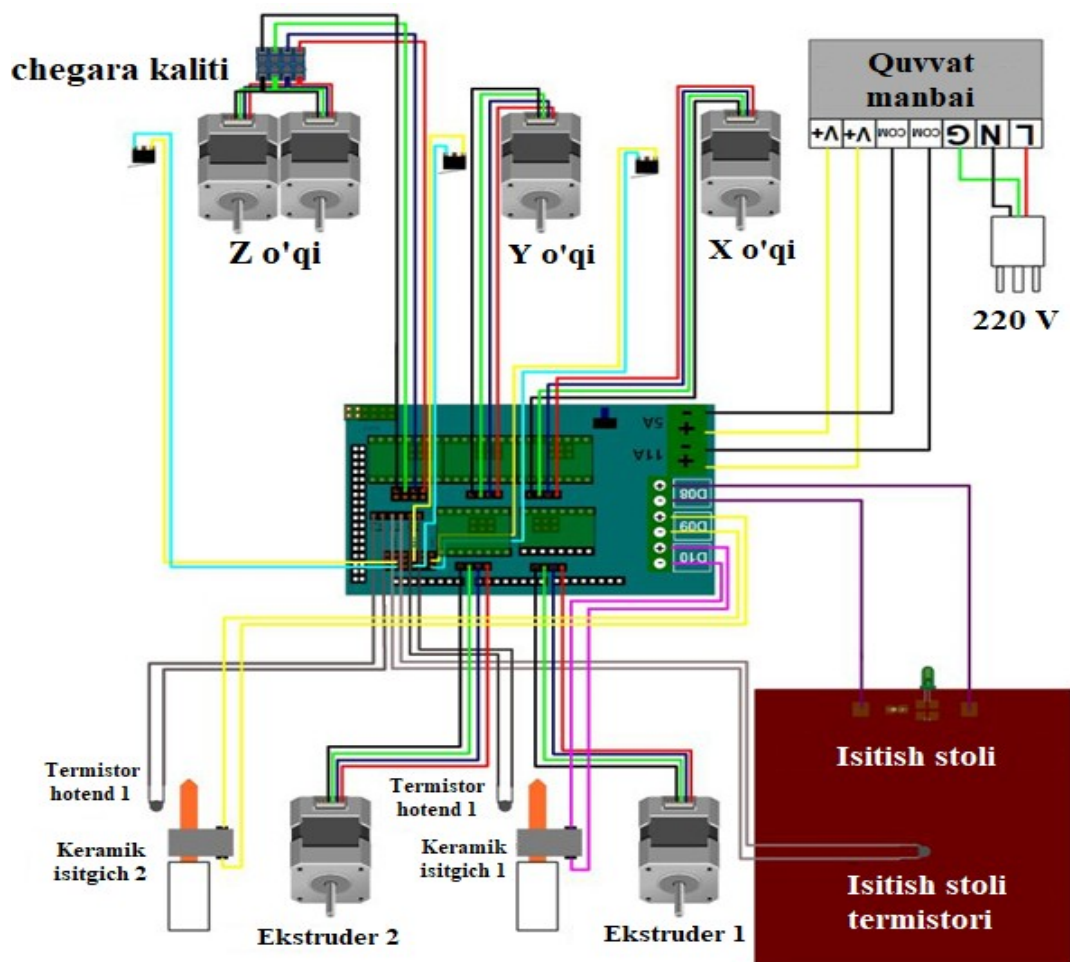 chegara kaliti
Quvvat
manbai
V+ V+ COM COM G N L
Z o'qi
Y o'qi
X o'qi
220 V
- 5A
+
- 11A
+
+ D08
-
+ D09
-
+ D10
-
Isitish stoli
Termistor
hotend 1
Termistor
hotend 1
Keramik
isitgich 2
Keramik
isitgich 1
Isitish stoli
termistori
Ekstruder 2
Ekstruder 1